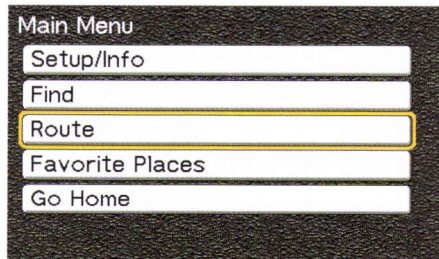 Main Menu
Setup/Info
Find
Route
Favorite Places
Go Home